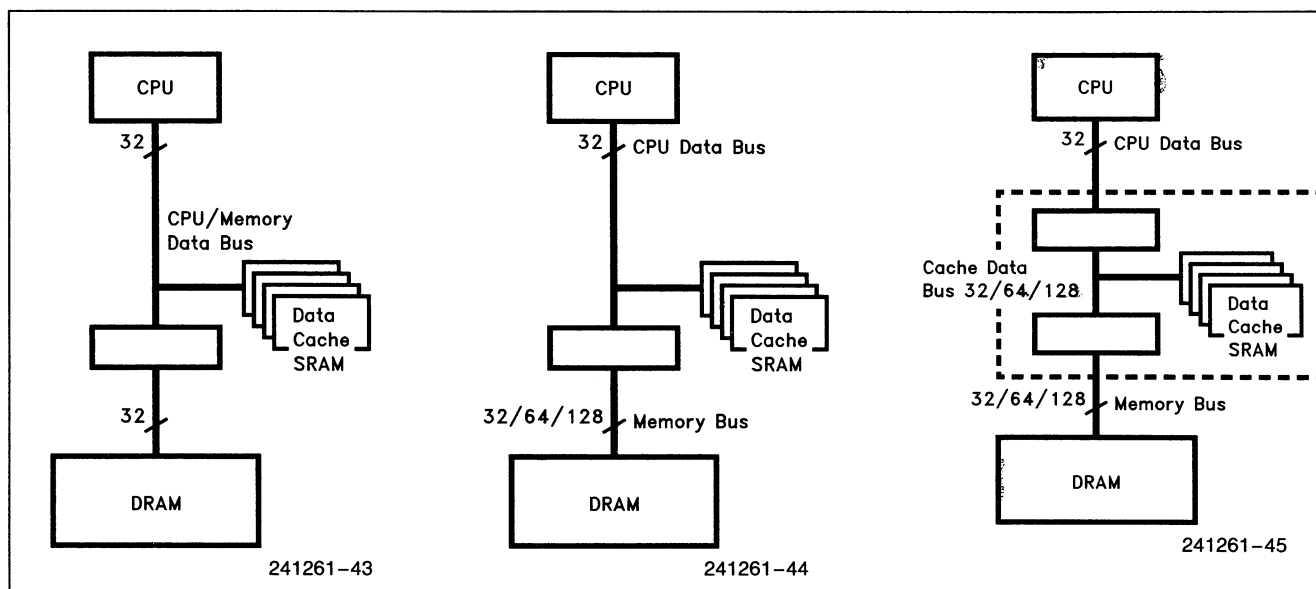 CPU
32
CPU/Memory
Data Bus
Data
Cache
SRAM
32
DRAM
241261-43
CPU
32
CPU Data Bus
Data
Cache
SRAM
32/64/128
Memory Bus
DRAM
241261-44
CPU
32
CPU Data Bus
Cache Data
Bus 32/64/128
Data
Cache
SRAM
32/64/128
Memory Bus
DRAM
241261-45